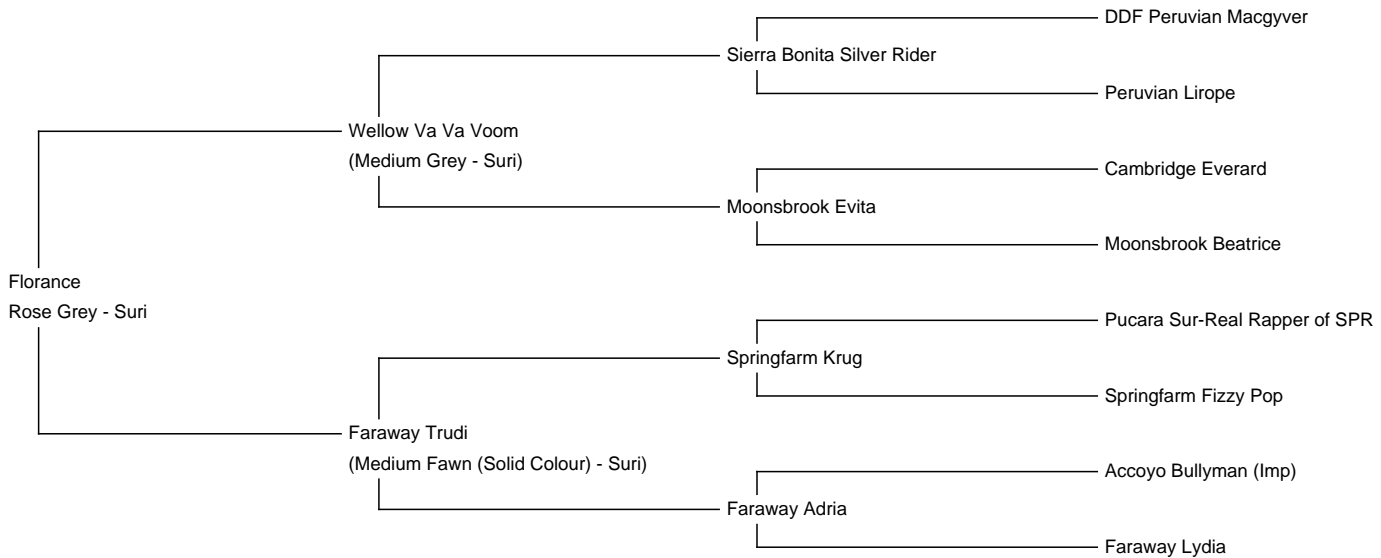 DDF Peruvian Macgyver
Sierra Bonita Silver Rider
Peruvian Lirope
Wellow Va Va Voom
(Medium Grey - Suri)
Cambridge Everard
Moonsbrook Evita
Moonsbrook Beatrice
Florance
Rose Grey - Suri
Pucara Sur-Real Rapper of SPR
Springfarm Krug
Springfarm Fizzy Pop
Faraway Trudi
(Medium Fawn (Solid Colour) - Suri)
Accoyo Bullyman (Imp)
Faraway Adria
Faraway Lydia